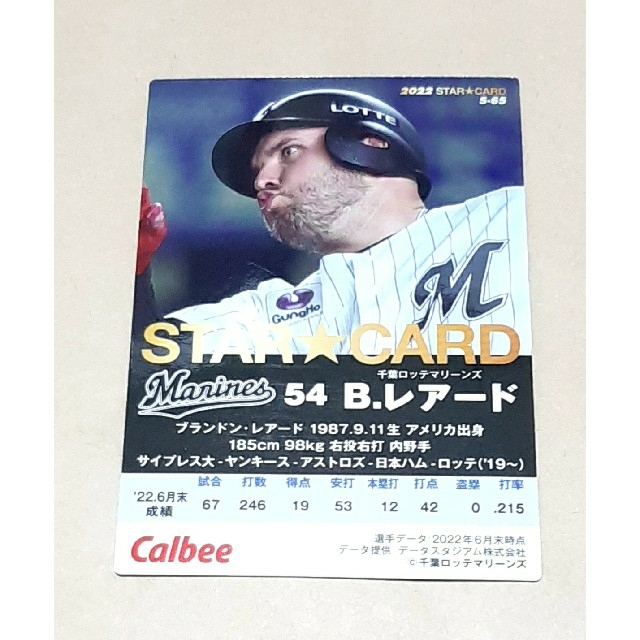 2022 STAR★CARD
S-65
LOTTE
M
GungHo
STAR★CARD
千葉ロッテマリーンズ
Marines 54 B.レアード
ブランドン・レアード 1987.9.11生 アメリカ出身
185cm 98kg 右投右打 内野手
サイプレス大-ヤンキース-アストロズ-日本ハム-ロッテ('19〜)
試合 打数 得点 安打 本塁打 打点 盗塁 打率
'22.6月末成績 67 246 19 53 12 42 0 .215
Calbee
選手データ・2022年6月末時点
データ提供 データスタジアム株式会社
©千葉ロッテマリーンズ